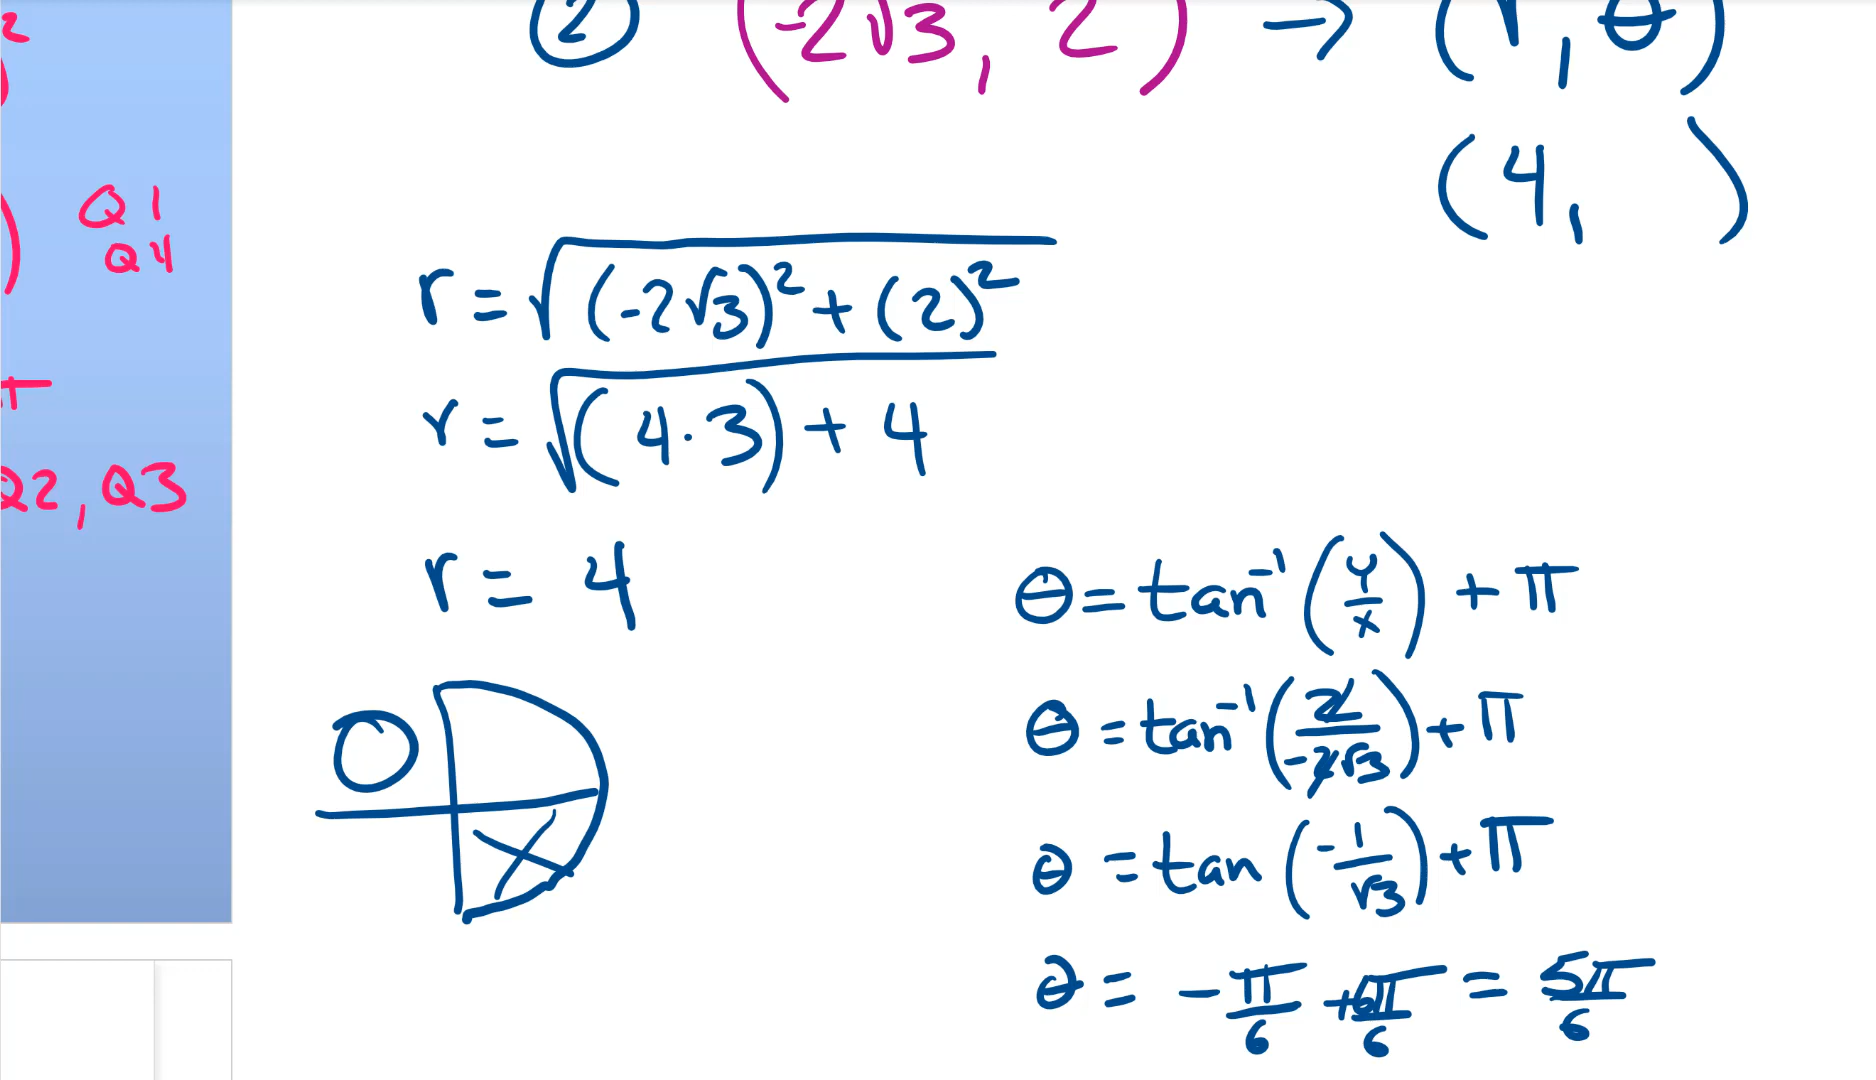 2
② (-2√3, 2) → (r, θ)
(4, )
Q1
Q4
Q2, Q3
r = √((-2√3)² + (2)²)
r = √((4·3) + 4)
r = 4
θ = tan⁻¹(y/x) + π
θ = tan⁻¹(2/-2√3) + π
θ = tan(-1/√3) + π
θ = -π/6 + 6π/6 = 5π/6